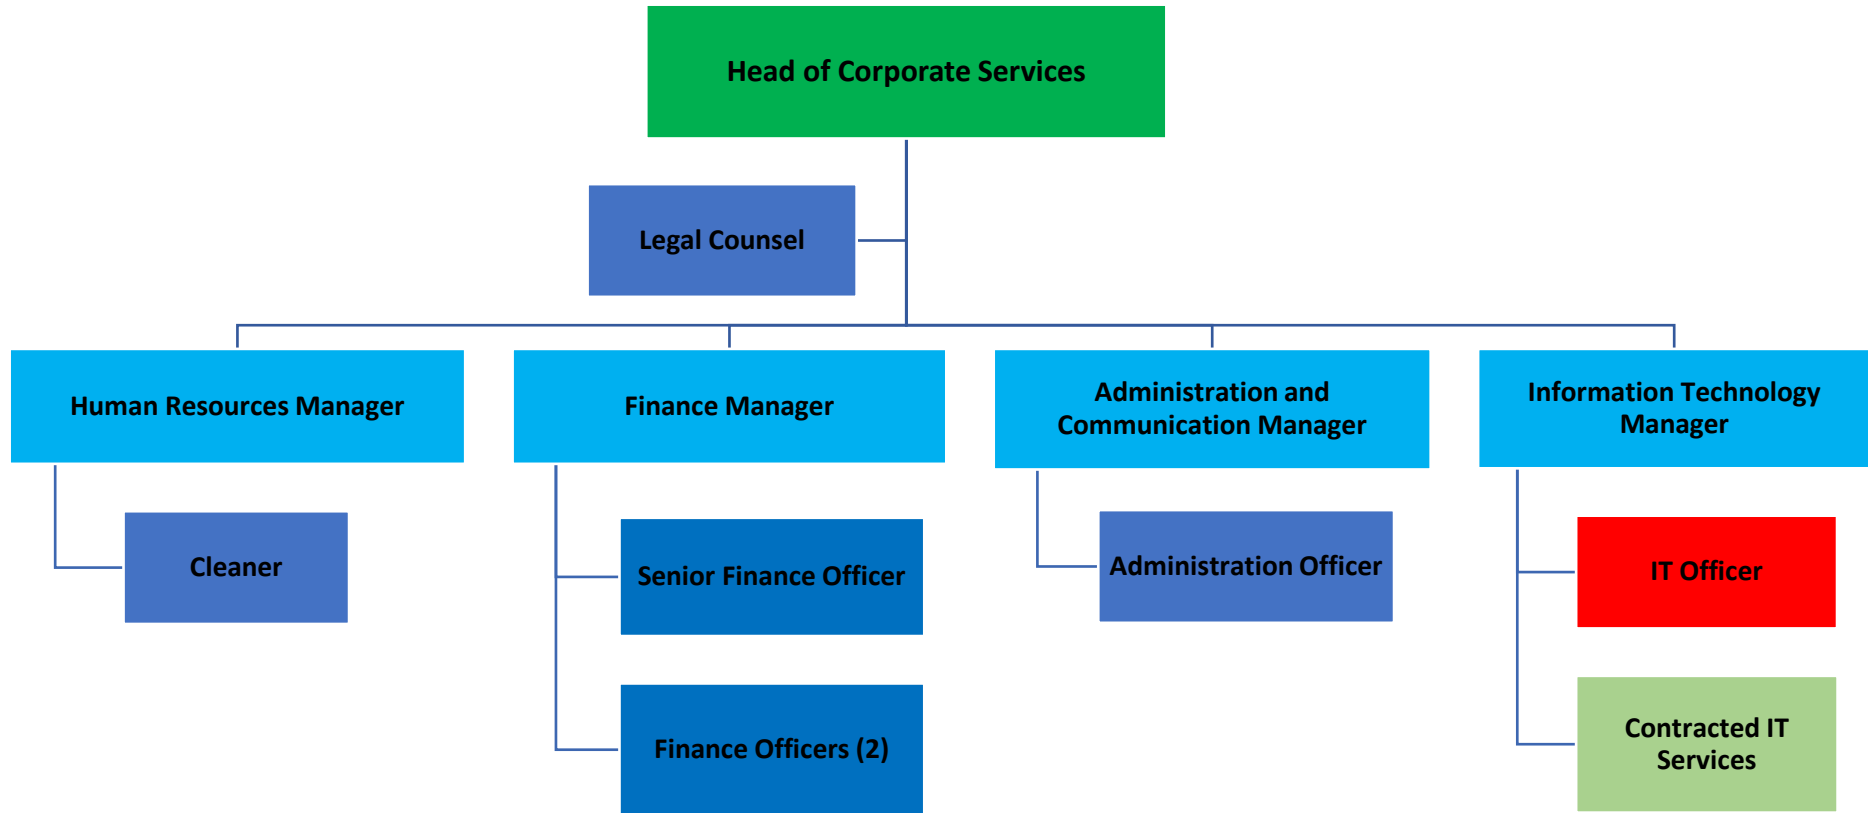 Head of Corporate Services
Legal Counsel
Human Resources Manager
Finance Manager
Administration and
Communication Manager
Information Technology
Manager
Cleaner
Senior Finance Officer
Administration Officer
IT Officer
Finance Officers (2)
Contracted IT
Services